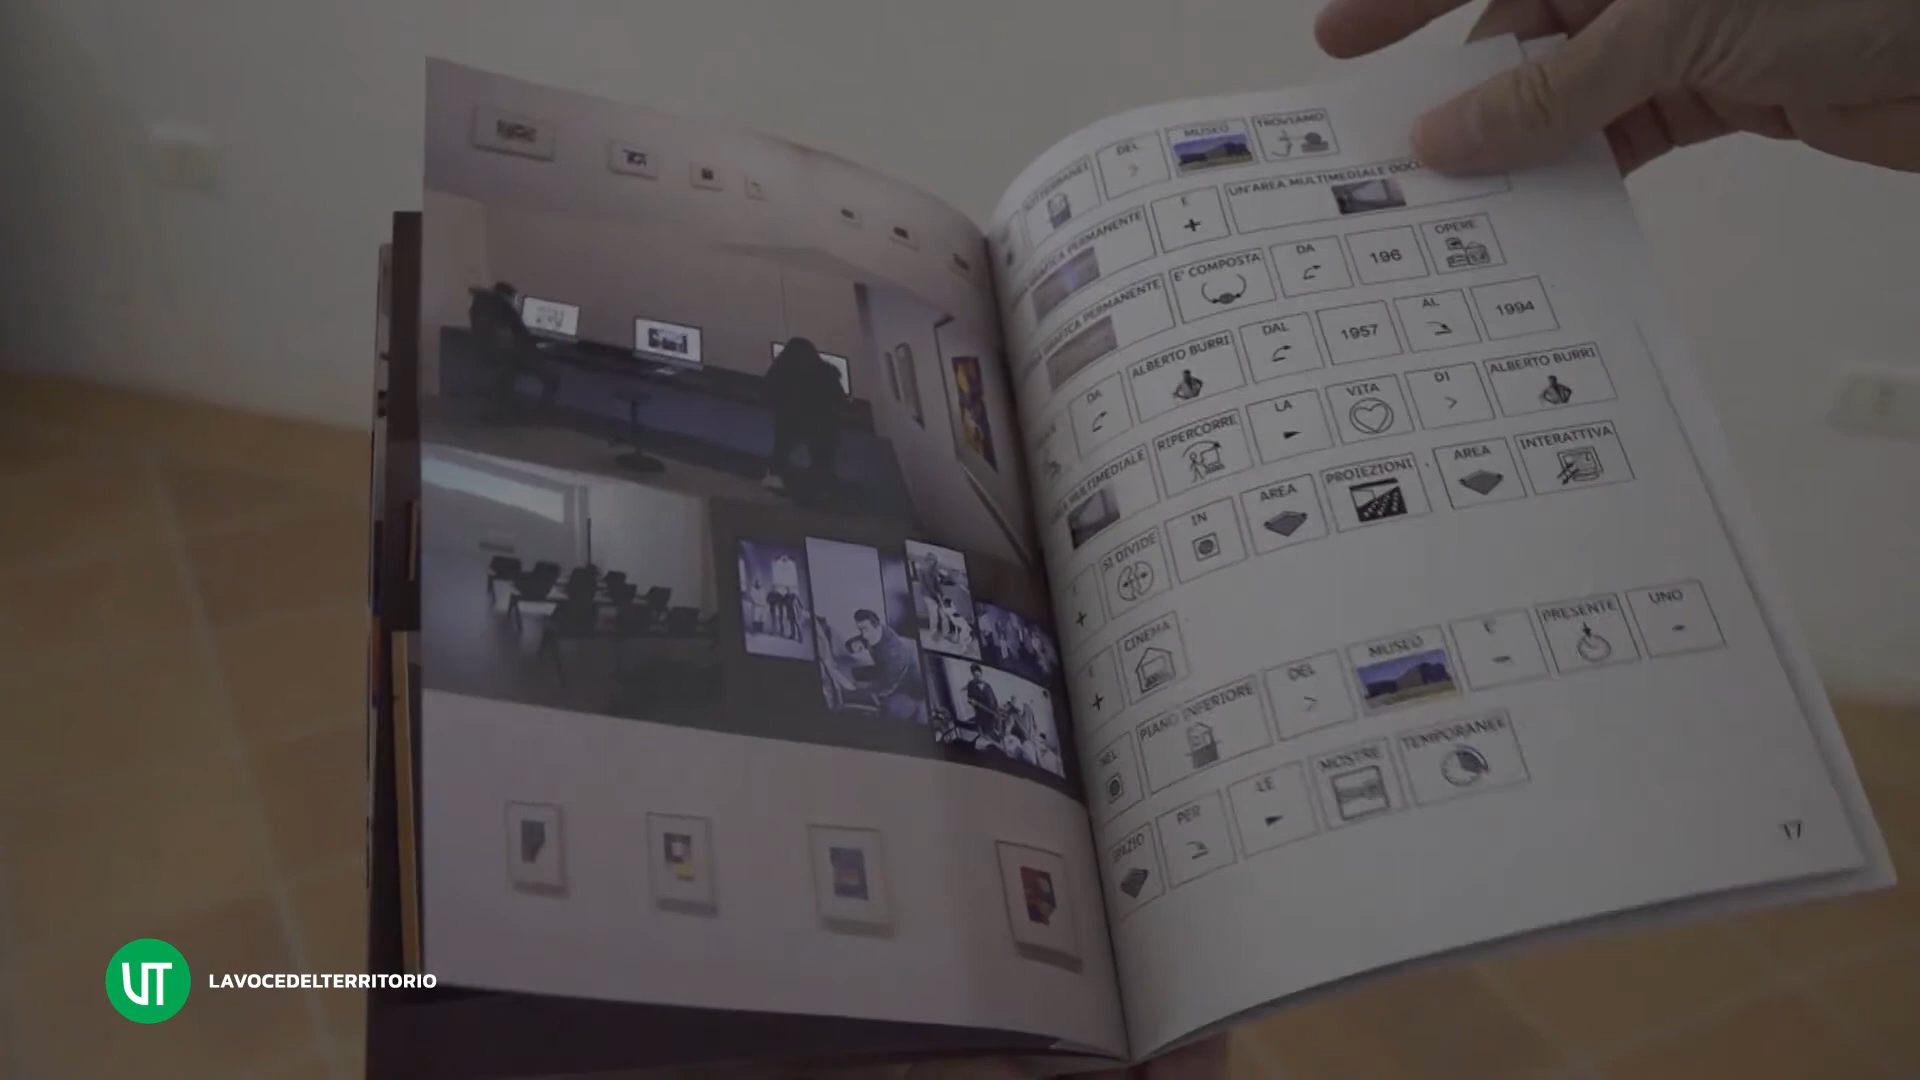 DEL MUSEO TROVIAMO
GRAFICA PERMANENTE E UN'AREA MULTIMEDIALE
GRAFICA PERMANENTE E' COMPOSTA DA 196 OPERE
DA ALBERTO BURRI DAL 1957 AL 1994
MULTIMEDIALE RIPERCORRE LA VITA DI ALBERTO BURRI
SI DIVIDE IN AREA PROIEZIONI AREA INTERATTIVA
CINEMA
NEL PIANO INFERIORE DEL MUSEO E' PRESENTE UNO
SPAZIO PER LE MOSTRE TEMPORANEE
17
LAVOCEDELTERRITORIO